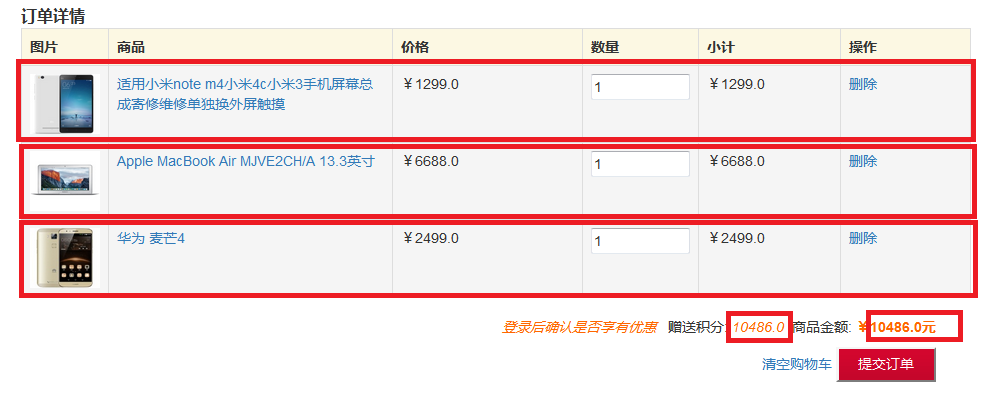 订单详情
图片 商品 价格 数量 小计 操作
适用小米note m4小米4c小米3手机屏幕总 ¥1299.0 1 ¥1299.0 删除
成寄修维修单独换外屏触摸
Apple MacBook Air MJVE2CH/A 13.3英寸 ¥6688.0 1 ¥6688.0 删除
华为 麦芒4 ¥2499.0 1 ¥2499.0 删除
登录后确认是否享有优惠 赠送积分:10486.0 商品金额: ¥10486.0元
清空购物车 提交订单